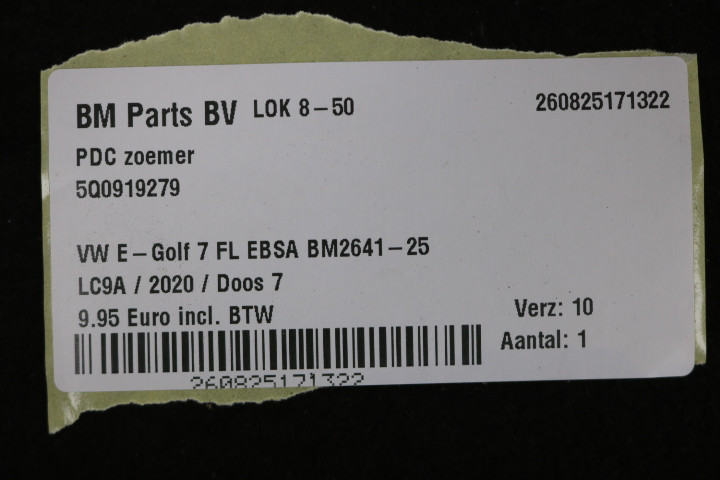 BM Parts BV LOK 8-50 260825171322
PDC zoemer
5Q0919279
VW E-Golf 7 FL EBSA BM2641-25
LC9A / 2020 / Doos 7
9.95 Euro incl. BTW
Verz: 10
Aantal: 1
260825171322